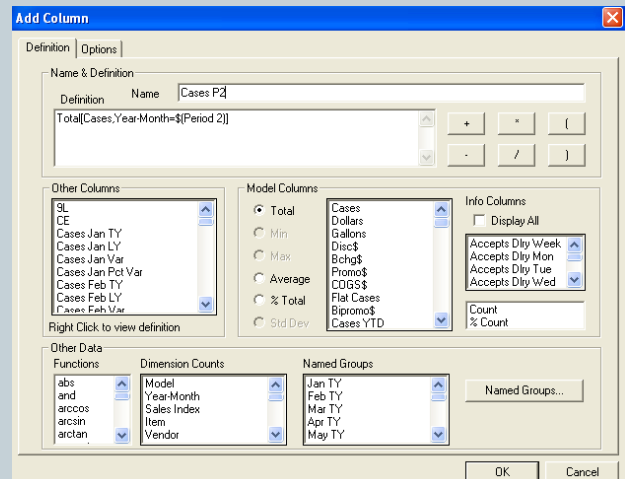 Add Column
Definition
Options
Name & Definition
Name
Cases P2
Definition
Total[Cases,Year-Month=$(Period 2)]
+
*
(
-
/
)
Other Columns
9L
CE
Cases Jan TY
Cases Jan LY
Cases Jan Var
Cases Jan Pct Var
Cases Feb TY
Cases Feb LY
Cases Feb Var
Right Click to view definition
Model Columns
Total
Min
Max
Average
% Total
Std Dev
Cases
Dollars
Gallons
Disc$
Bchg$
Promo$
COGS$
Flat Cases
Bipromo$
Cases YTD
Info Columns
Display All
Accepts Dlry Week
Accepts Dlry Mon
Accepts Dlry Tue
Accepts Dlry Wed
Count
% Count
Other Data
Functions
abs
and
arccos
arcsin
arctan
Dimension Counts
Model
Year-Month
Sales Index
Item
Vendor
Named Groups
Jan TY
Feb TY
Mar TY
Apr TY
May TY
Named Groups...
OK
Cancel